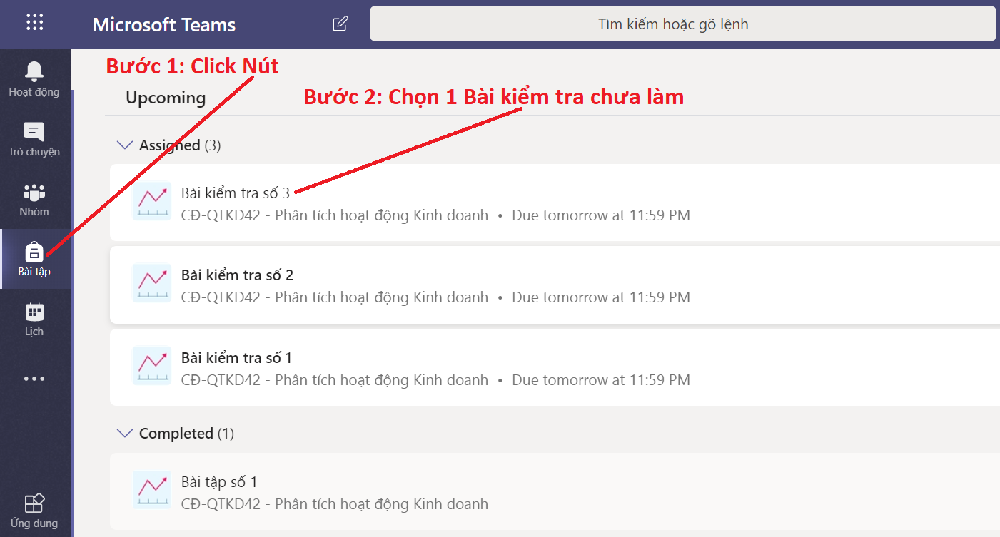 Microsoft Teams
Tìm kiếm hoặc gõ lệnh
Bước 1: Click Nút
Hoạt động
Upcoming
Bước 2: Chọn 1 Bài kiểm tra chưa làm
Trò chuyện
Assigned (3)
Bài kiểm tra số 3
CĐ-QTKD42 - Phân tích hoạt động Kinh doanh • Due tomorrow at 11:59 PM
Nhóm
Bài tập
Bài kiểm tra số 2
CĐ-QTKD42 - Phân tích hoạt động Kinh doanh • Due tomorrow at 11:59 PM
Lịch
Bài kiểm tra số 1
CĐ-QTKD42 - Phân tích hoạt động Kinh doanh • Due tomorrow at 11:59 PM
Completed (1)
Bài tập số 1
CĐ-QTKD42 - Phân tích hoạt động Kinh doanh
Ứng dụng